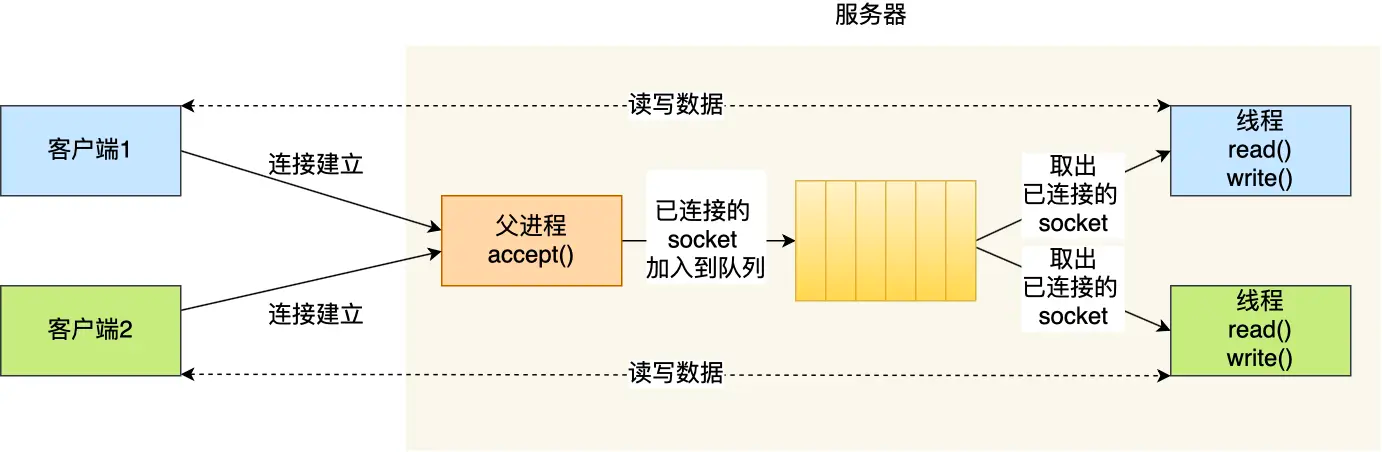 服务器
读写数据
客户端1
连接建立
父进程
accept()
已连接的
socket
加入到队列
取出
已连接的
socket
线程
read()
write()
客户端2
连接建立
取出
已连接的
socket
线程
read()
write()
读写数据